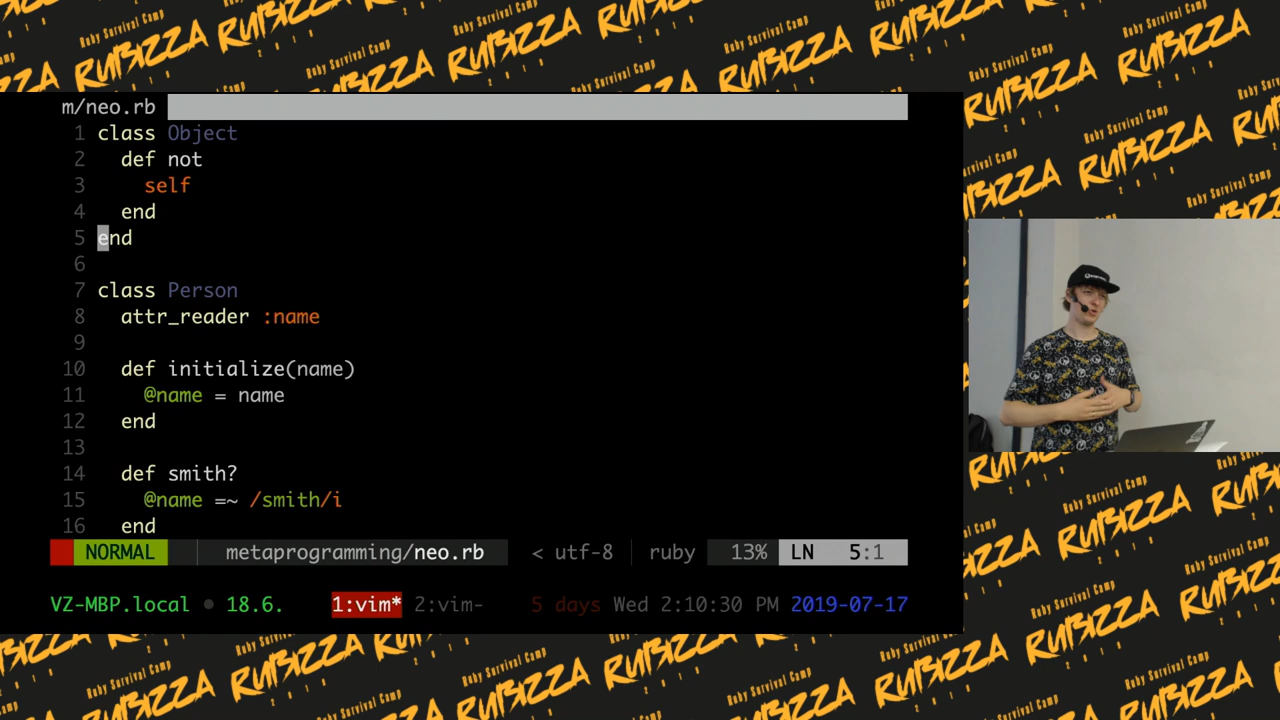 Ruby Survival Camp
RUBIZZA
2019
m/neo.rb
1 class Object
2 def not
3 self
4 end
5 end
6
7 class Person
8 attr_reader :name
9
10 def initialize(name)
11 @name = name
12 end
13
14 def smith?
15 @name =~ /smith/i
16 end
NORMAL metaprogramming/neo.rb < utf-8 ruby 13% LN 5:1
VZ-MBP.local ● 18.6. 1:vim* 2:vim- 5 days Wed 2:10:30 PM 2019-07-17